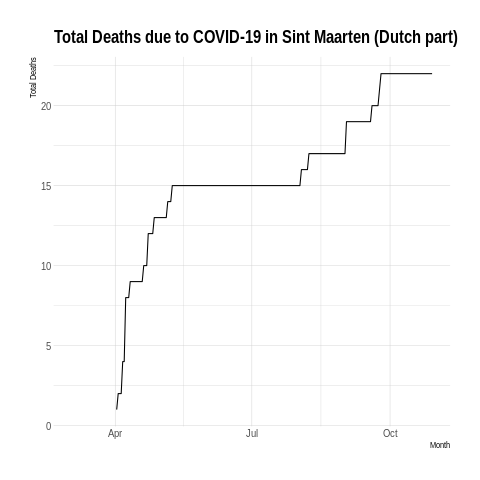 Total Deaths due to COVID-19 in Sint Maarten (Dutch part)
Total Deaths
20
15
10
5
0
Apr Jul Oct
Month